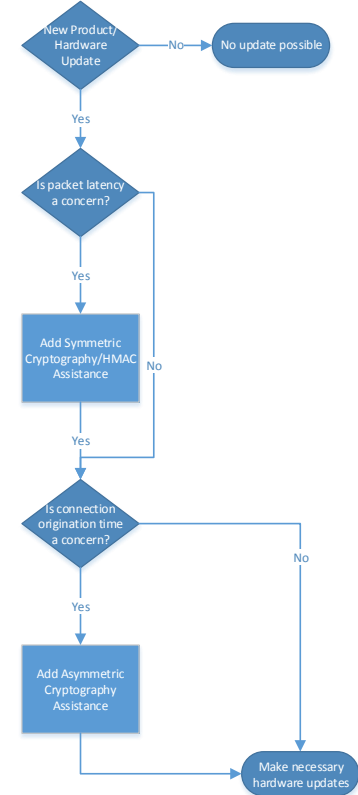 New Product/
Hardware
Update
No
No update possible
Yes
Is packet latency
a concern?
Yes
Add Symmetric
Cryptography/HMAC
Assistance
No
Yes
Is connection
origination time
a concern?
No
Yes
Add Asymmetric
Cryptography
Assistance
Make necessary
hardware updates